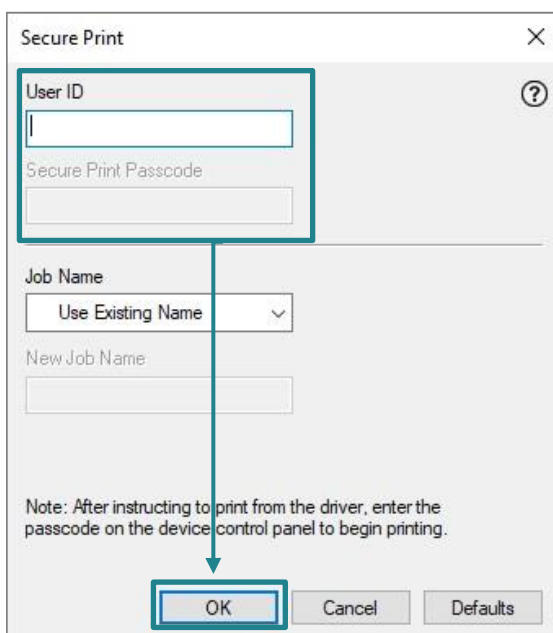 Secure Print
User ID
Secure Print Passcode
Job Name
Use Existing Name
New Job Name
Note: After instructing to print from the driver, enter the
passcode on the device control panel to begin printing.
OK Cancel Defaults